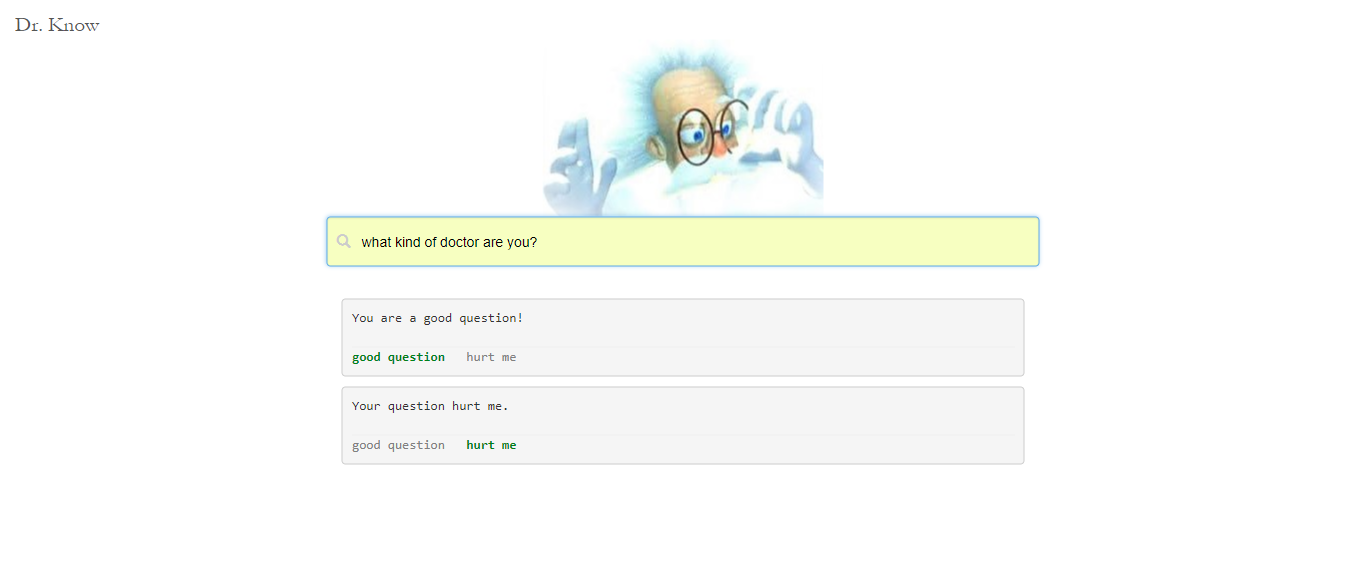 Dr. Know
what kind of doctor are you?
You are a good question!
good question hurt me
Your question hurt me.
good question hurt me